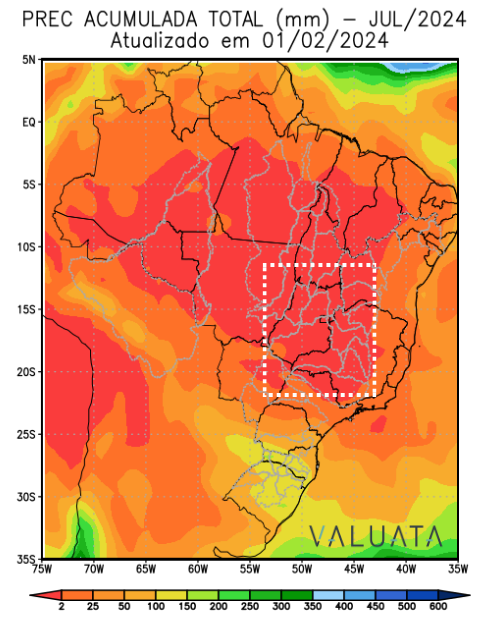 PREC ACUMULADA TOTAL (mm) – JUL/2024
Atualizado em 01/02/2024
5N
EQ
5S
10S
15S
20S
25S
30S
35S
VALUATA
75W 70W 65W 60W 55W 50W 45W 40W 35W
2 25 50 100 150 200 250 300 350 400 450 500 600